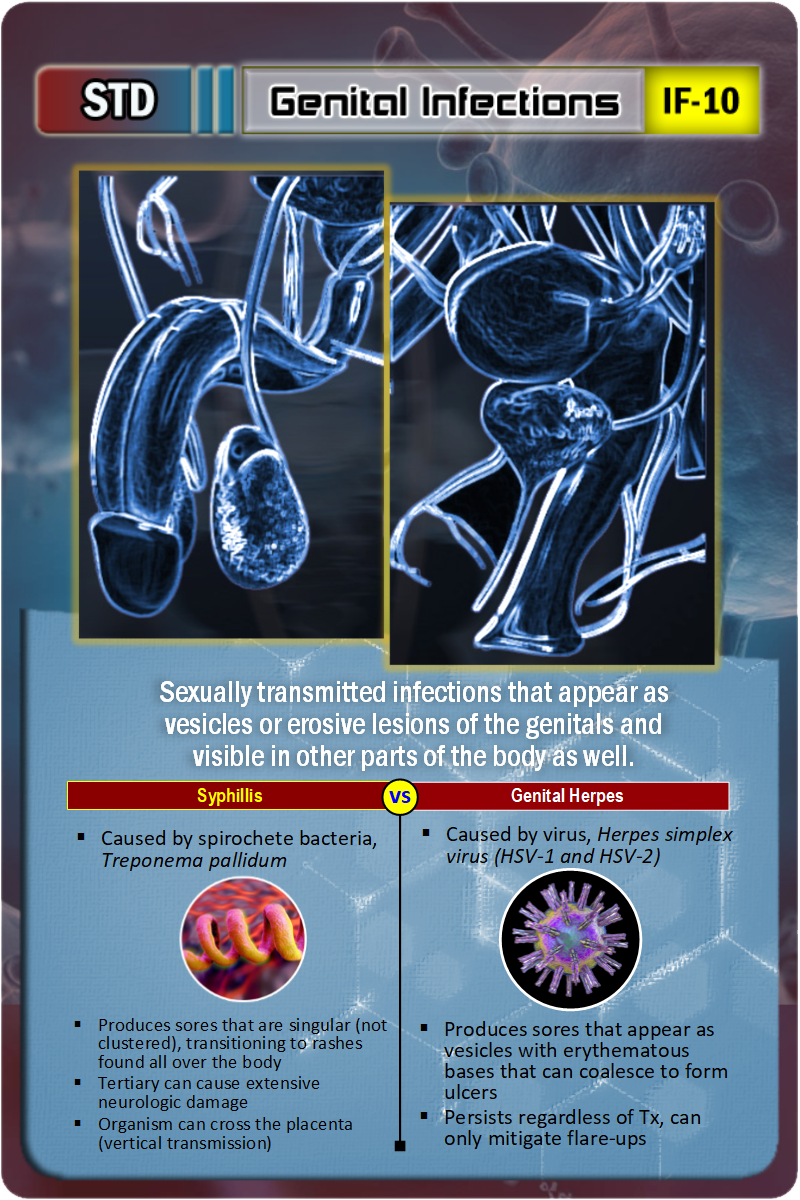 STD
Genital Infections
IF-10
Sexually transmitted infections that appear as
vesicles or erosive lesions of the genitals and
visible in other parts of the body as well.
Syphillis
VS
Genital Herpes
▪ Caused by spirochete bacteria,
Treponema pallidum
▪ Produces sores that are singular (not
clustered), transitioning to rashes
found all over the body
▪ Tertiary can cause extensive
neurologic damage
▪ Organism can cross the placenta
(vertical transmission)
▪ Caused by virus, Herpes simplex
virus (HSV-1 and HSV-2)
▪ Produces sores that appear as
vesicles with erythematous
bases that can coalesce to form
ulcers
▪ Persists regardless of Tx, can
only mitigate flare-ups